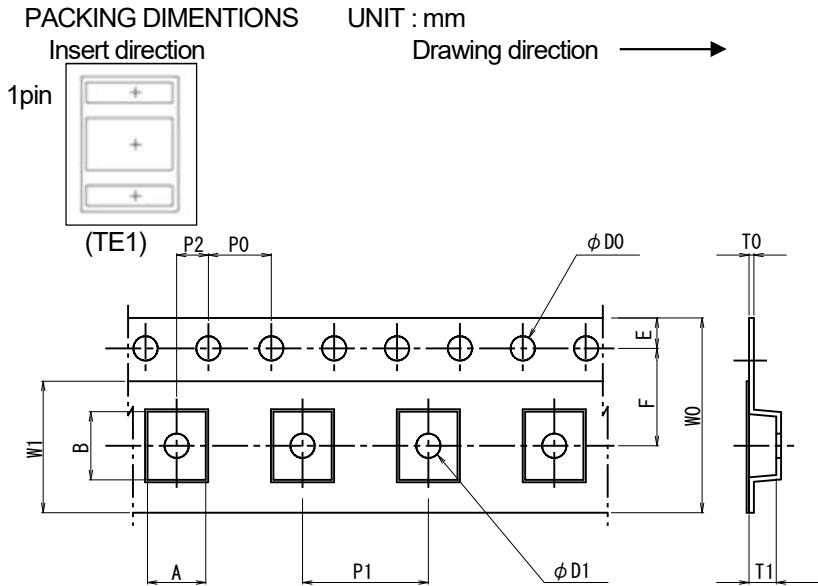 PACKING DIMENTIONS UNIT : mm
Insert direction
Drawing direction
1pin
(TE1)
P2
P0
φD0
T0
E
F
W0
W1
B
A
P1
φD1
T1